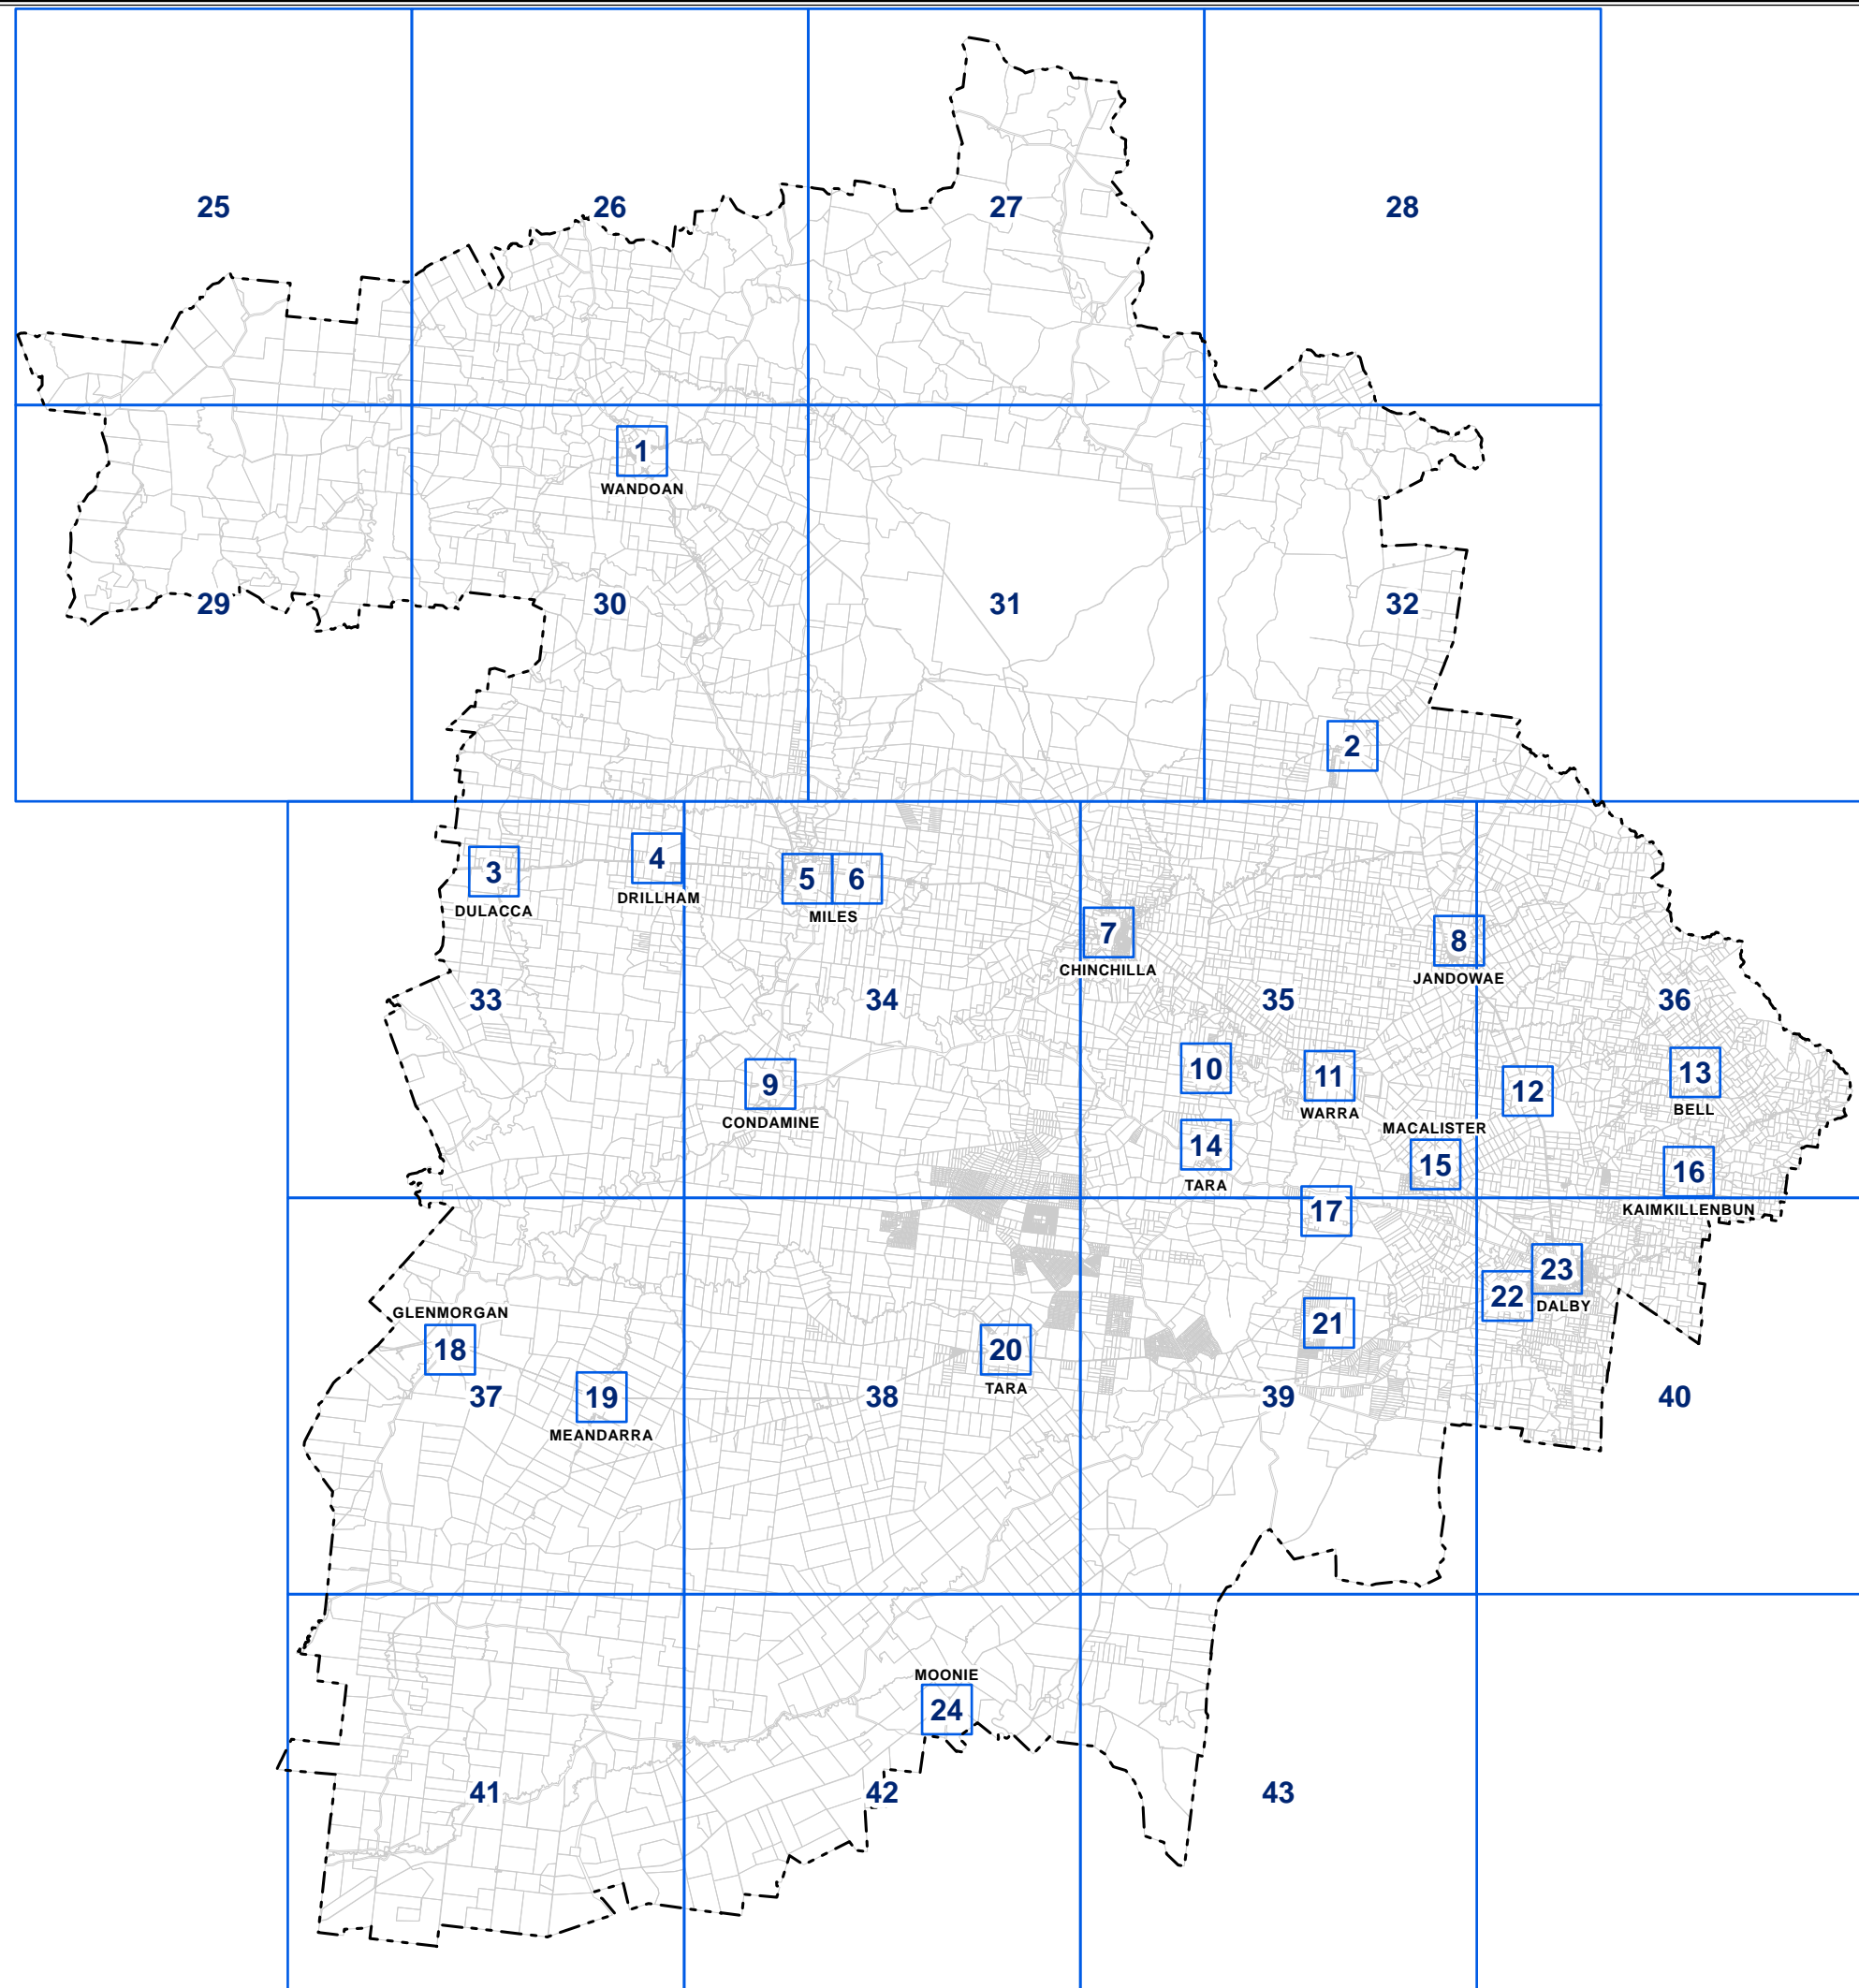 25
26
27
28
1
WANDOAN
29
30
31
32
2
3
DULACCA
4
DRILLHAM
5
6
MILES
7
CHINCHILLA
8
JANDOWAE
33
34
35
36
9
CONDAMINE
10
11
WARRA
12
13
BELL
14
TARA
MACALISTER
15
16
KAIMKILLENBUN
17
GLENMORGAN
18
19
MEANDARRA
20
TARA
21
22
23
DALBY
37
38
39
40
MOONIE
24
41
42
43